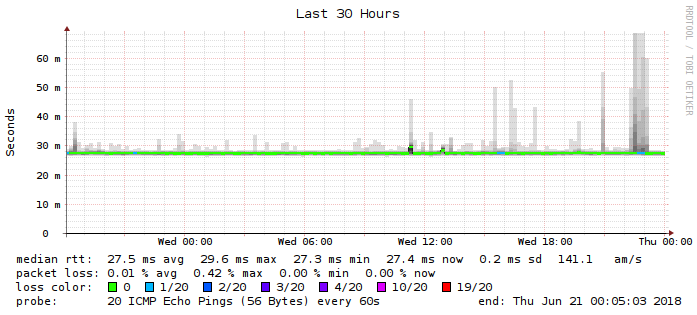 Last 30 Hours
RRDTOOL / TOBI OETIKER
Seconds
60 m
50 m
40 m
30 m
20 m
10 m
0
Wed 00:00 Wed 06:00 Wed 12:00 Wed 18:00 Thu 00:00
median rtt: 27.5 ms avg 29.6 ms max 27.3 ms min 27.4 ms now 0.2 ms sd 141.1 am/s
packet loss: 0.01 % avg 0.42 % max 0.00 % min 0.00 % now
loss color: 0 1/20 2/20 3/20 4/20 10/20 19/20
probe: 20 ICMP Echo Pings (56 Bytes) every 60s end: Thu Jun 21 00:05:03 2018